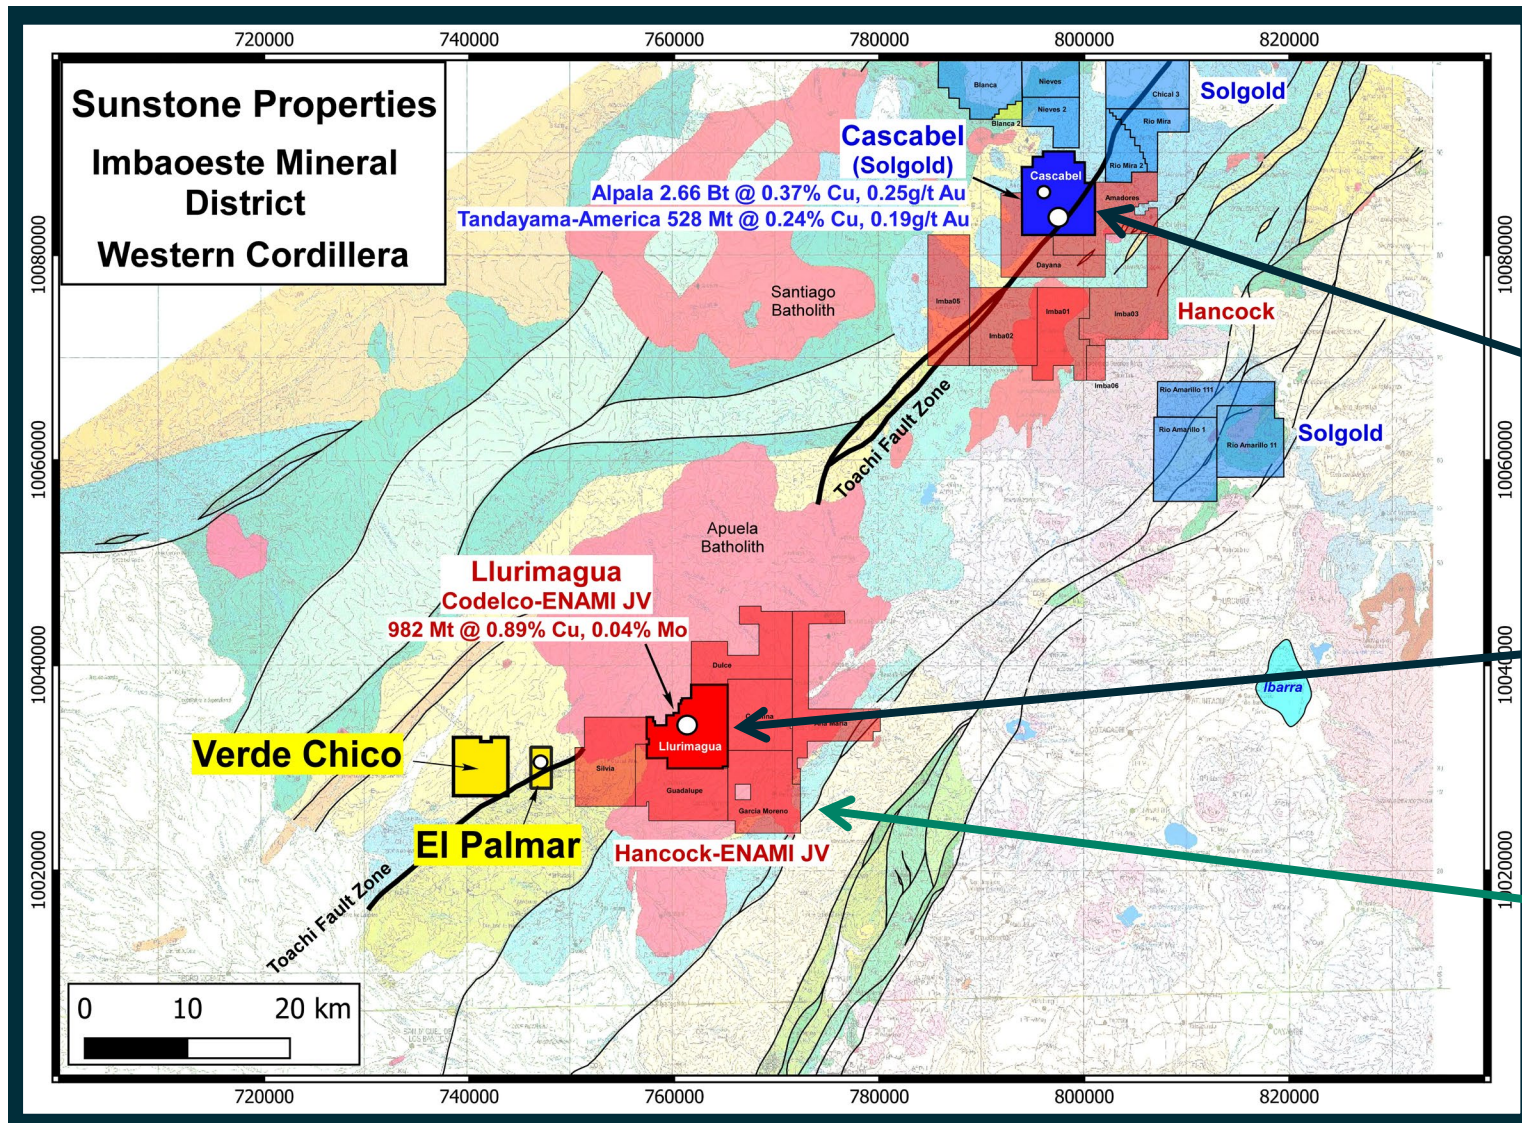 720000 740000 760000 780000 800000 820000
Sunstone Properties
Imbaoeste Mineral
District
Western Cordillera
Blanca
Nieves
Chical 3
Solgold
Nieves 2
Blanca 2
Rio Mira
Cascabel
(Solgold)
Rio Mira 2
Cascabel
Alpala 2.66 Bt @ 0.37% Cu, 0.25g/t Au
Amadores
Tandayama-America 528 Mt @ 0.24% Cu, 0.19g/t Au
10080000
10080000
Dayana
Santiago
Batholith
Imba05
Imba01
Imba03
Hancock
Imba02
Imba06
Rio Amarillo 111
Toachi Fault Zone
Rio Amarillo 1
Rio Amarillo 11
Solgold
10060000
10060000
Apuela
Batholith
Llurimagua
Codelco-ENAMI JV
982 Mt @ 0.89% Cu, 0.04% Mo
10040000
10040000
Dulce
Ibarra
Ana Maria
Llurimagua
Verde Chico
Silvia
Guadalupe
Garcia Moreno
El Palmar
Hancock-ENAMI JV
10020000
10020000
Toachi Fault Zone
0 10 20 km
720000 740000 760000 780000 800000 820000